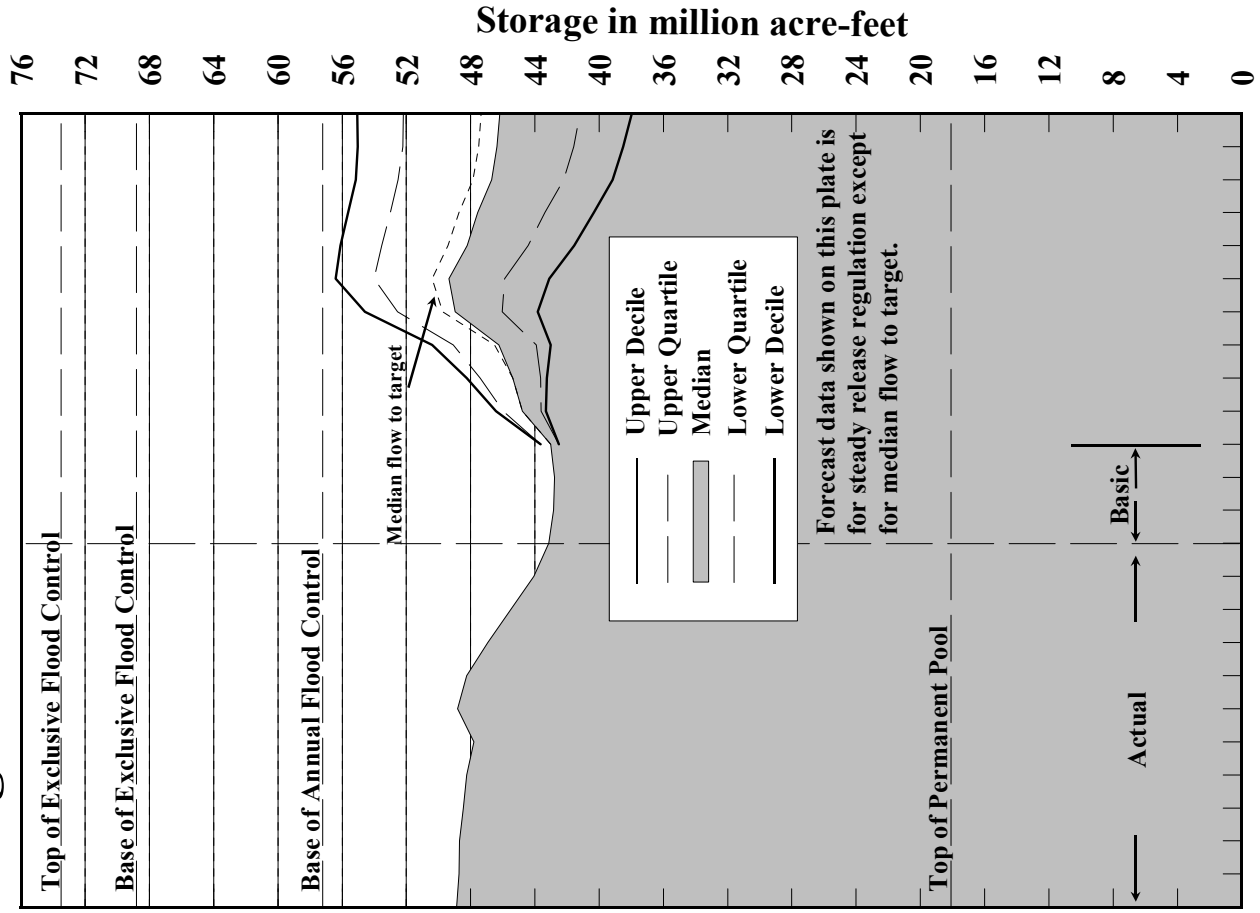 Storage in million acre-feet
76
72
68
64
60
56
52
48
44
40
36
32
28
24
20
16
12
8
4
0
Top of Exclusive Flood Control
Base of Exclusive Flood Control
Base of Annual Flood Control
Median flow to target
Upper Decile
Upper Quartile
Median
Lower Quartile
Lower Decile
Forecast data shown on this plate is
for steady release regulation except
for median flow to target.
Top of Permanent Pool
Basic
Actual